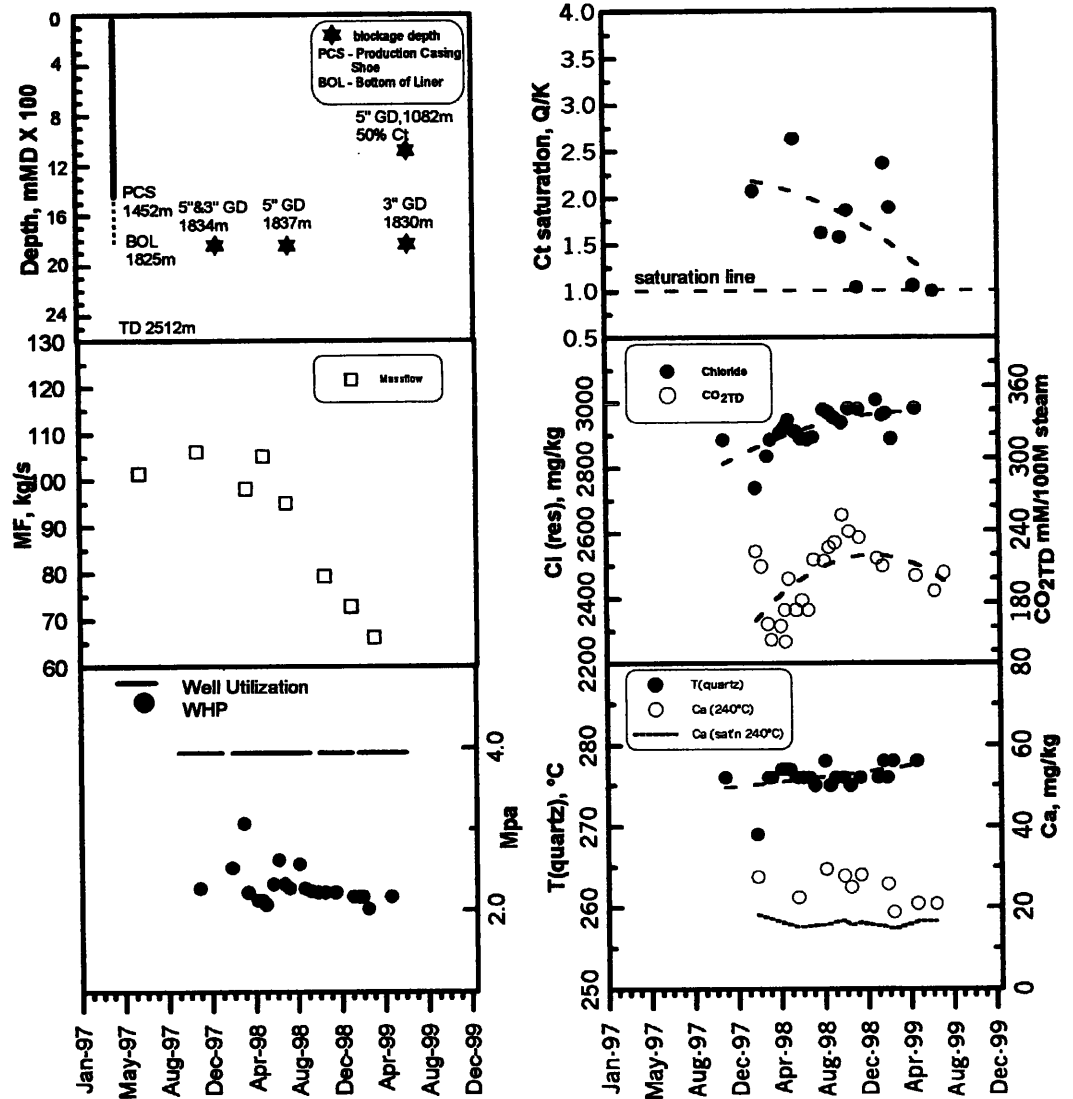 0
4
8
12
16
20
24
Depth, mMD X 100
blockage depth
PCS - Production Casing
Shoe
BOL - Bottom of Liner
5" GD,1082m
50% Ct
PCS
1452m
5"&3" GD
1834m
5" GD
1837m
3" GD
1830m
BOL
1825m
TD 2512m
130
120
110
100
90
80
70
60
MF, kg/s
Massflow
Well Utilization
WHP
4.0
2.0
Mpa
Jan-97
May-97
Aug-97
Dec-97
Apr-98
Aug-98
Dec-98
Apr-99
Aug-99
Dec-99
4.0
3.5
3.0
2.5
2.0
1.5
1.0
0.5
Ct saturation, Q/K
saturation line
3000
2800
2600
2400
2200
Cl (res), mg/kg
Chloride
CO2TD
360
300
240
180
80
CO2TD mM/100M steam
280
270
260
250
T(quartz), °C
T(quartz)
Ca (240°C)
Ca (sat'n 240°C)
60
40
20
0
Ca, mg/kg
Jan-97
May-97
Aug-97
Dec-97
Apr-98
Aug-98
Dec-98
Apr-99
Aug-99
Dec-99